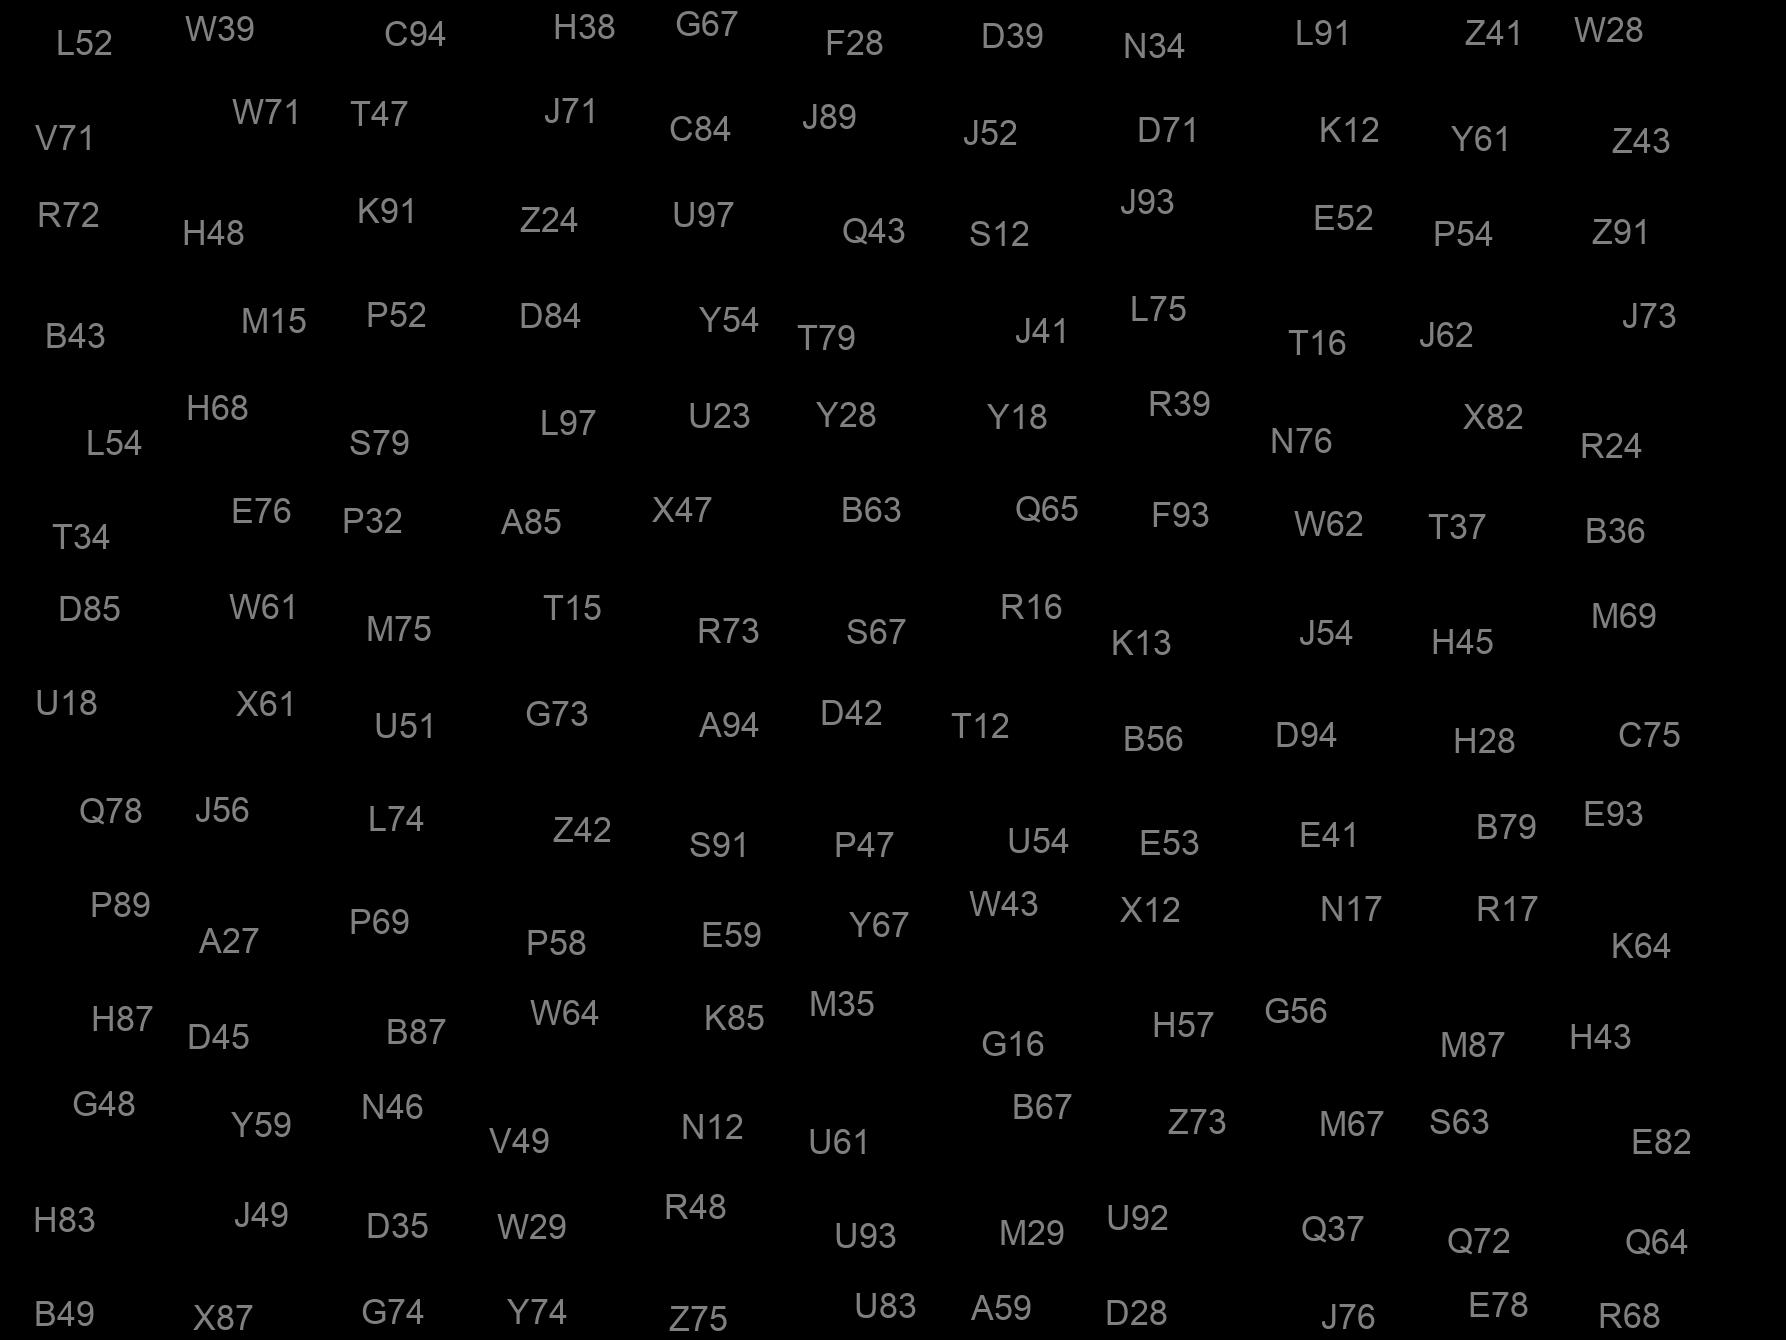 L52 W39 C94 H38 G67 F28 D39 N34 L91 Z41 W28
V71 W71 T47 J71 C84 J89 J52 D71 K12 Y61 Z43
R72 H48 K91 Z24 U97 Q43 S12 J93 E52 P54 Z91
B43 M15 P52 D84 Y54 T79 J41 L75 T16 J62 J73
L54 H68 S79 L97 U23 Y28 Y18 R39 N76 X82 R24
T34 E76 P32 A85 X47 B63 Q65 F93 W62 T37 B36
D85 W61 M75 T15 R73 S67 R16 K13 J54 H45 M69
U18 X61 U51 G73 A94 D42 T12 B56 D94 H28 C75
Q78 J56 L74 Z42 S91 P47 U54 E53 E41 B79 E93
P89 A27 P69 P58 E59 Y67 W43 X12 N17 R17 K64
H87 D45 B87 W64 K85 M35 G16 H57 G56 M87 H43
G48 Y59 N46 V49 N12 U61 B67 Z73 M67 S63 E82
H83 J49 D35 W29 R48 U93 M29 U92 Q37 Q72 Q64
B49 X87 G74 Y74 Z75 U83 A59 D28 J76 E78 R68